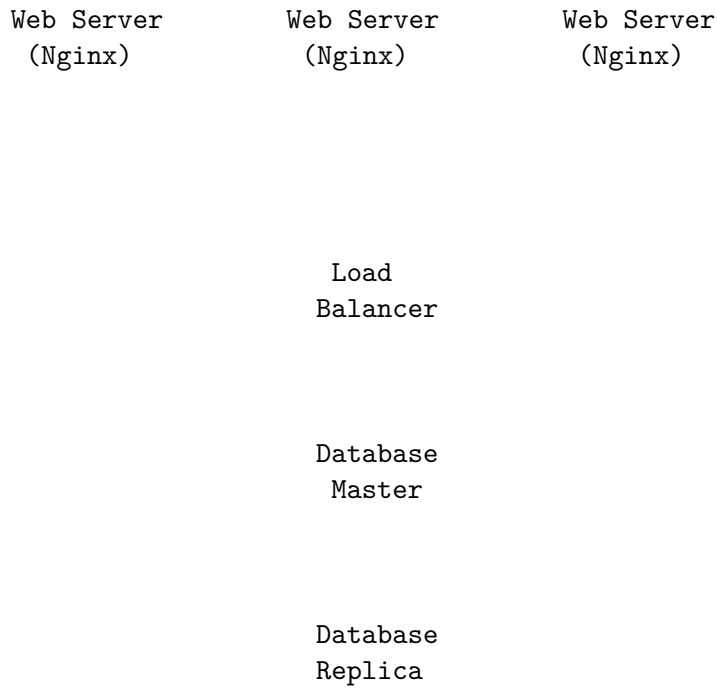 Web Server Web Server Web Server
(Nginx) (Nginx) (Nginx)
Load
Balancer
Database
Master
Database
Replica